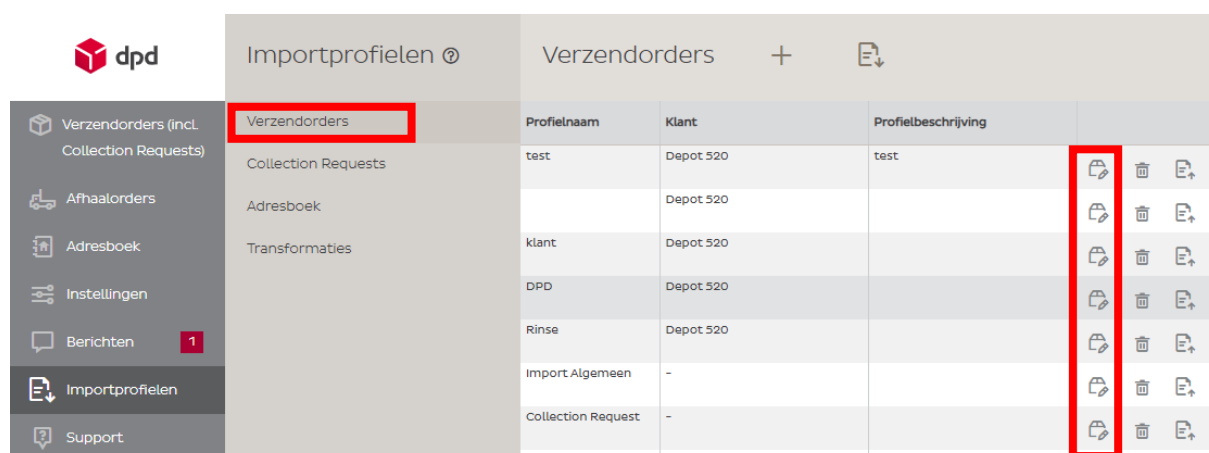 dpd
Importprofielen
Verzendorders
Verzendorders (incl.
Collection Requests)
Afhaalorders
Adresboek
Instellingen
Berichten 1
Importprofielen
Support
Verzendorders
Collection Requests
Adresboek
Transformaties
Profielnaam Klant Profielbeschrijving
test Depot 520 test
Depot 520
klant Depot 520
DPD Depot 520
Rinse Depot 520
Import Algemeen -
Collection Request -